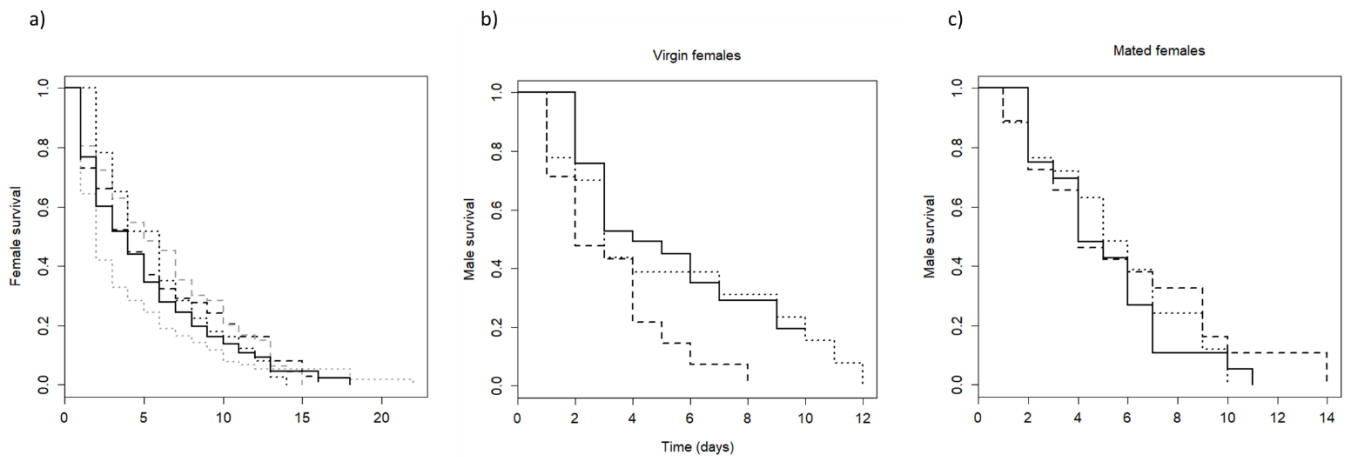 a)
Female survival
1.0
0.8
0.6
0.4
0.2
0.0
0 5 10 15 20
b)
Virgin females
Male survival
1.0
0.8
0.6
0.4
0.2
0.0
0 2 4 6 8 10 12
Time (days)
c)
Mated females
Male survival
1.0
0.8
0.6
0.4
0.2
0.0
0 2 4 6 8 10 12 14